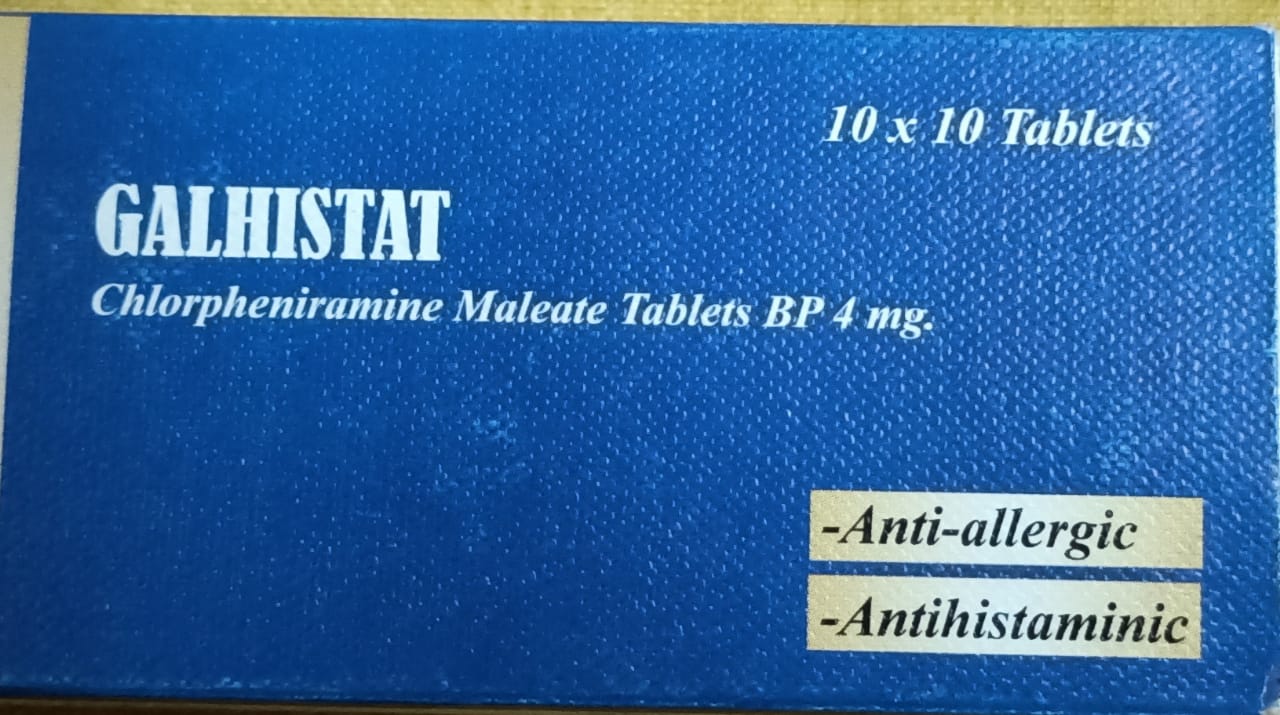 10 x 10 Tablets
GALHISTAT
Chlorpheniramine Maleate Tablets BP 4 mg.
-Anti-allergic
-Antihistaminic